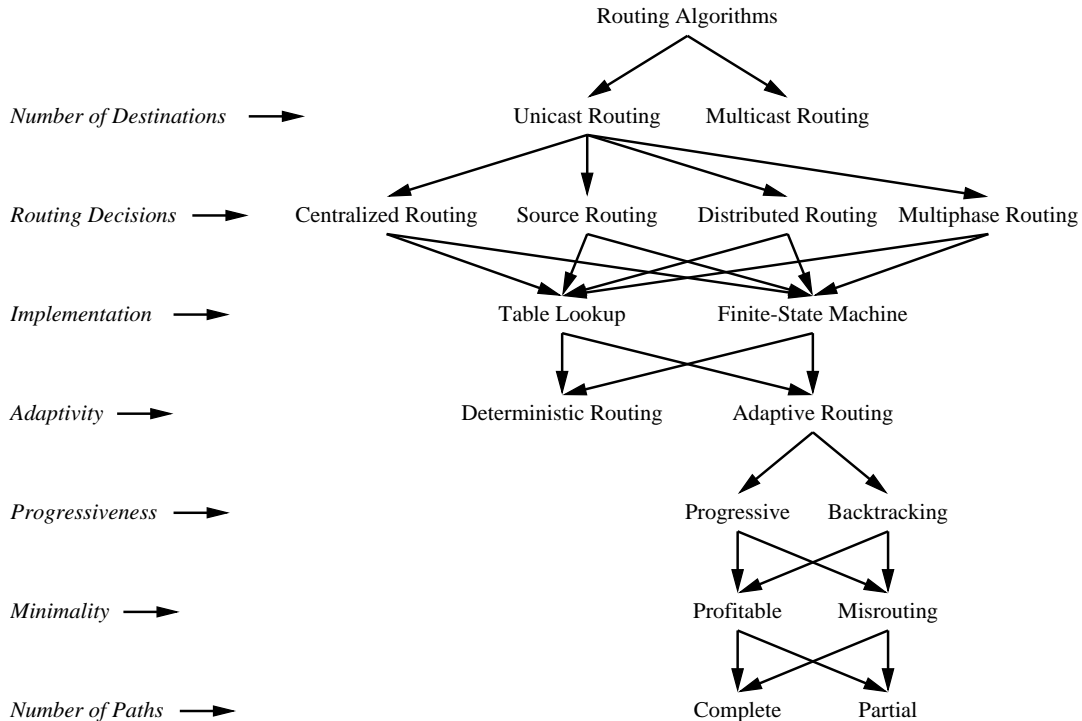 Routing Algorithms
Number of Destinations Unicast Routing Multicast Routing
Routing Decisions Centralized Routing Source Routing Distributed Routing Multiphase Routing
Implementation Table Lookup Finite-State Machine
Adaptivity Deterministic Routing Adaptive Routing
Progressiveness Progressive Backtracking
Minimality Profitable Misrouting
Number of Paths Complete Partial